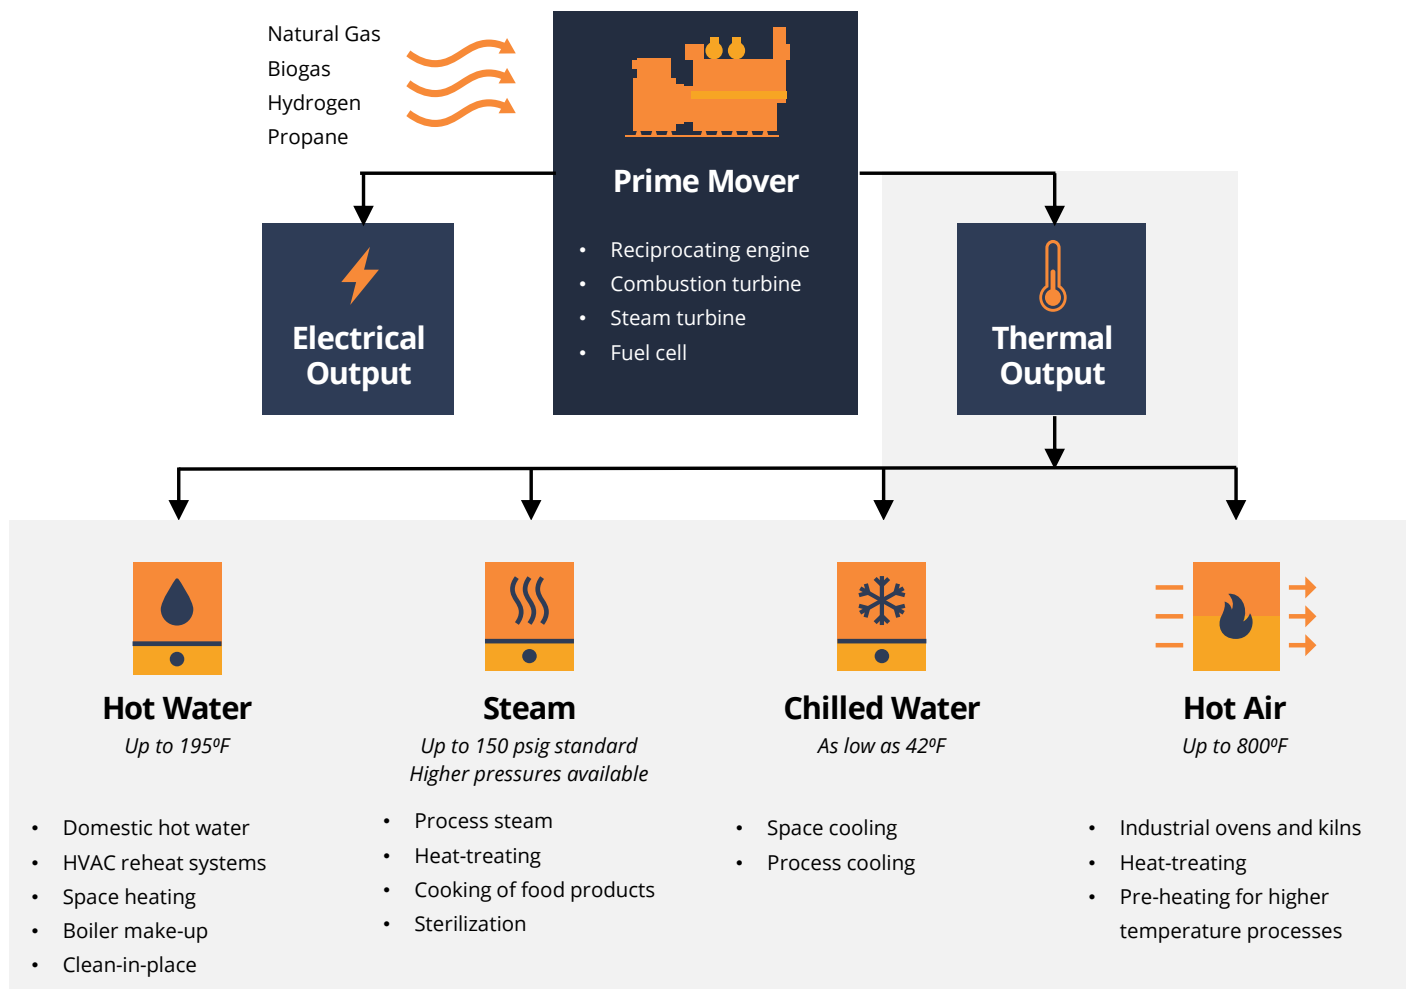 Natural Gas
Biogas
Hydrogen
Propane
Prime Mover
• Reciprocating engine
• Combustion turbine
• Steam turbine
• Fuel cell
Electrical
Output
Thermal
Output
Hot Water
Up to 195⁰F
• Domestic hot water
• HVAC reheat systems
• Space heating
• Boiler make-up
• Clean-in-place
Steam
Up to 150 psig standard
Higher pressures available
• Process steam
• Heat-treating
• Cooking of food products
• Sterilization
Chilled Water
As low as 42⁰F
• Space cooling
• Process cooling
Hot Air
Up to 800⁰F
• Industrial ovens and kilns
• Heat-treating
• Pre-heating for higher
temperature processes